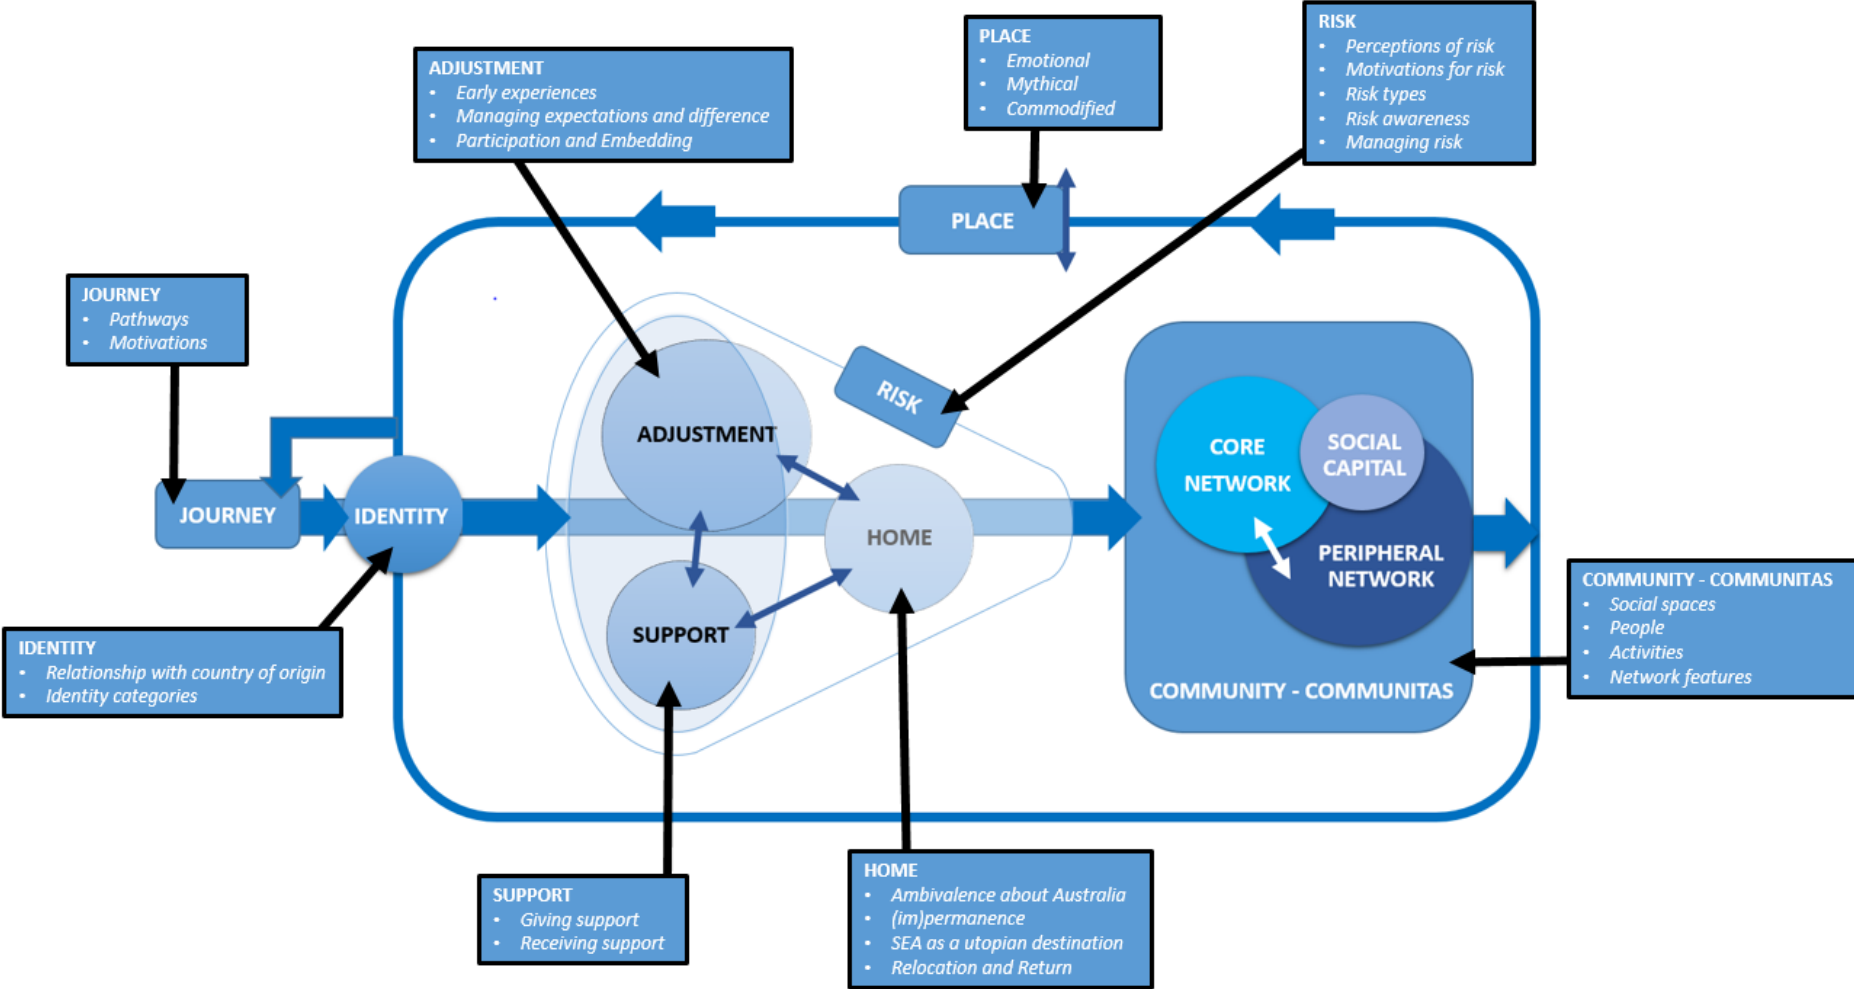 ADJUSTMENT
• Early experiences
• Managing expectations and difference
• Participation and Embedding
PLACE
• Emotional
• Mythical
• Commodified
RISK
• Perceptions of risk
• Motivations for risk
• Risk types
• Risk awareness
• Managing risk
PLACE
JOURNEY
• Pathways
• Motivations
RISK
ADJUSTMENT
CORE
NETWORK
SOCIAL
CAPITAL
JOURNEY
IDENTITY
HOME
PERIPHERAL
NETWORK
SUPPORT
COMMUNITY - COMMUNITAS
COMMUNITY - COMMUNITAS
• Social spaces
• People
• Activities
• Network features
IDENTITY
• Relationship with country of origin
• Identity categories
SUPPORT
• Giving support
• Receiving support
HOME
• Ambivalence about Australia
• (im)permanence
• SEA as a utopian destination
• Relocation and Return